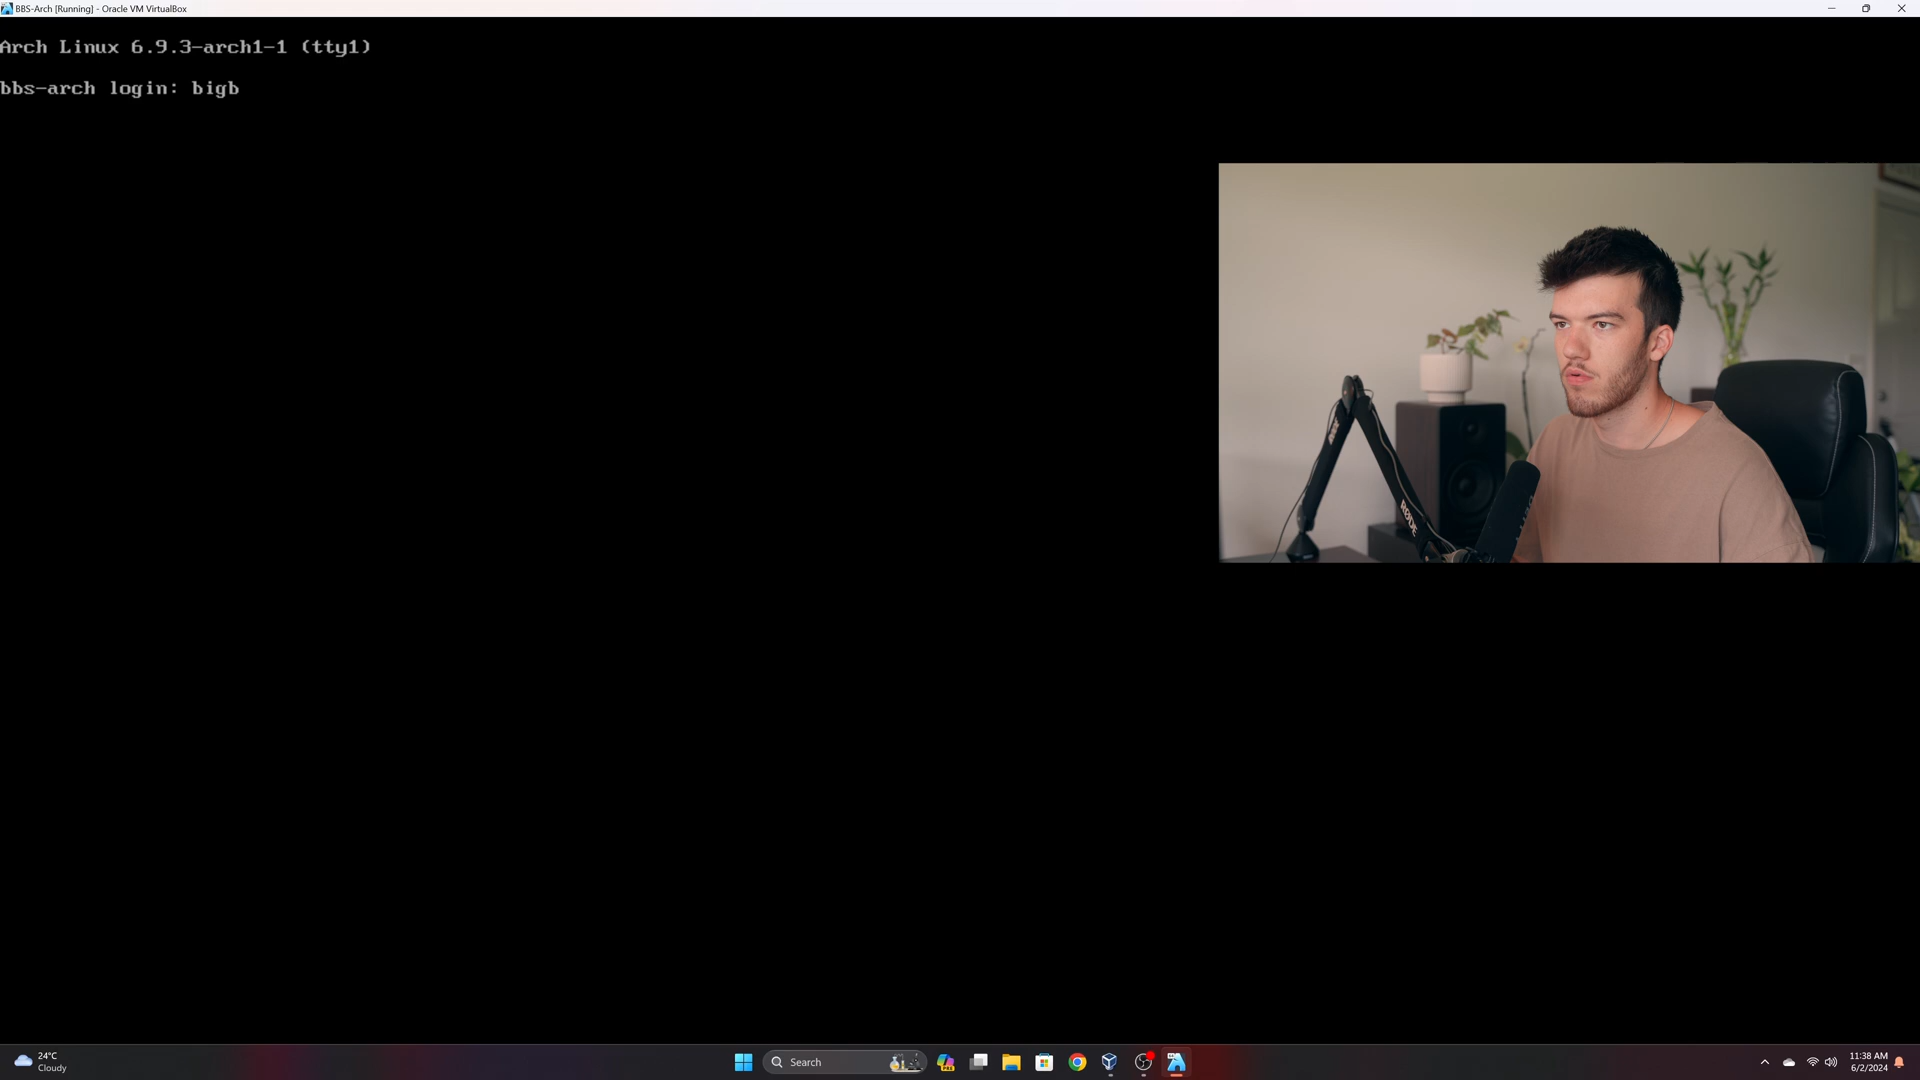 BBS-Arch [Running] - Oracle VM VirtualBox
Arch Linux 6.9.3-arch1-1 (tty1)
bbs-arch login: bigb
RØDE
24°C
Cloudy
Search
11:38 AM
6/2/2024